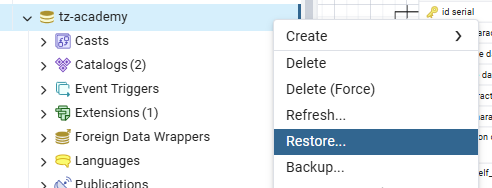 tz-academy
Casts
Catalogs (2)
Event Triggers
Extensions (1)
Foreign Data Wrappers
Languages
Publications
id serial
Create
Delete
Delete (Force)
Refresh...
Restore...
Backup...